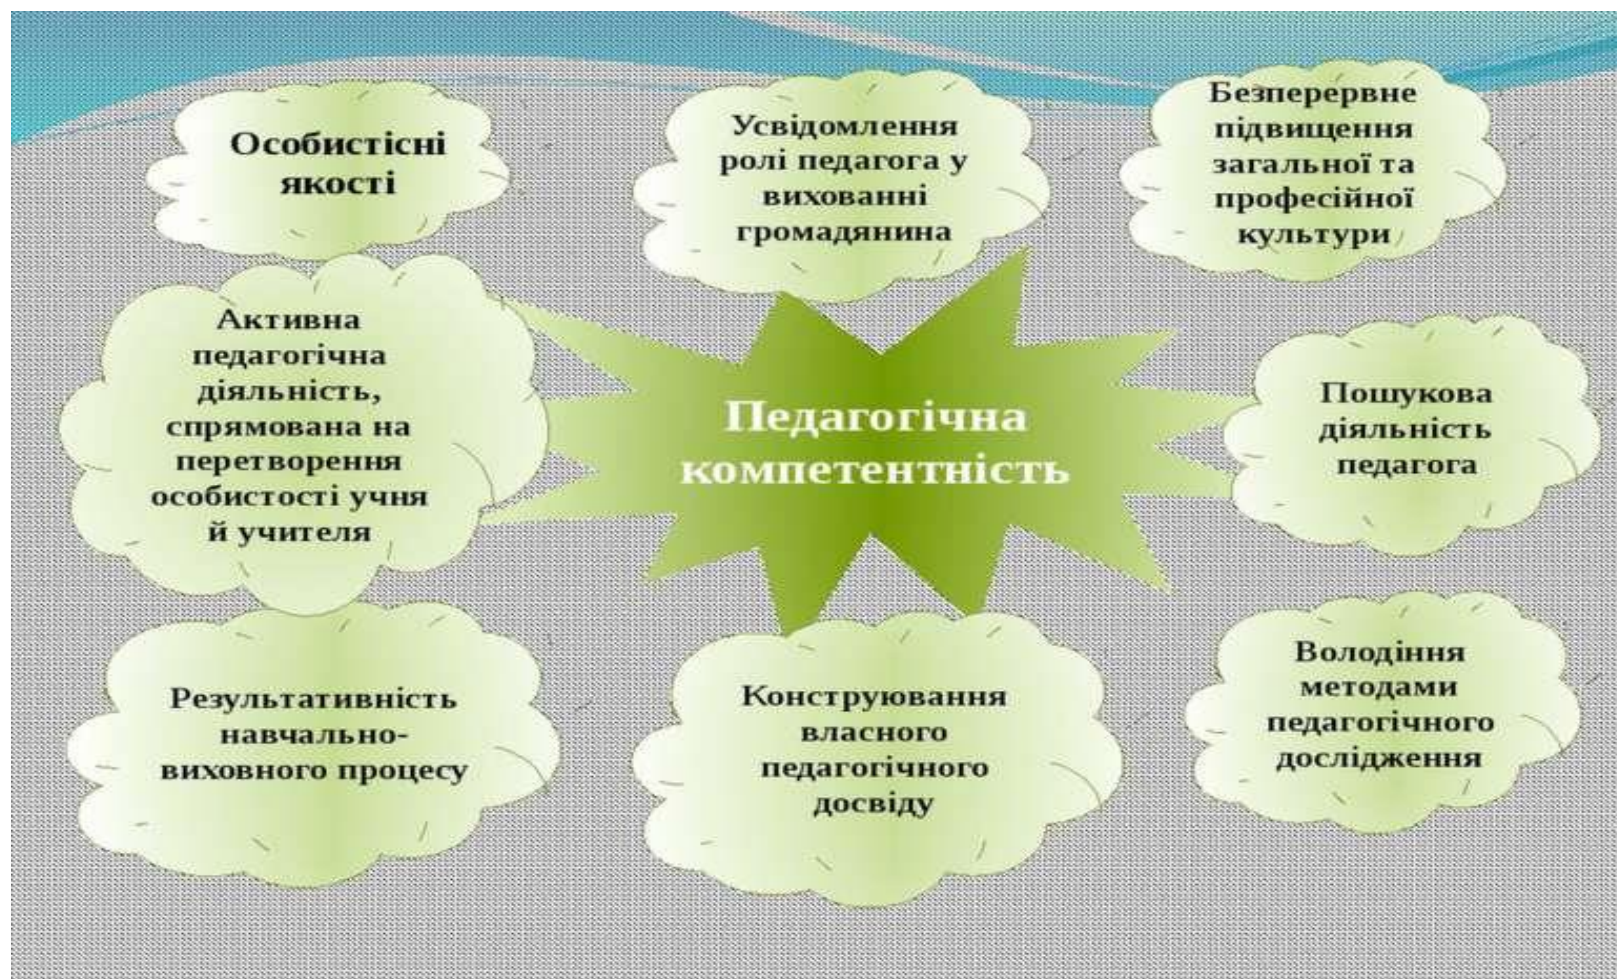 Особистісні
якості
Усвідомлення
ролі педагога у
вихованні
громадянина
Безперервне
підвищення
загальної та
професійної
культури
Активна
педагогічна
діяльність,
спрямована на
перетворення
особистості учня
й учителя
Педагогічна
компетентність
Пошукова
діяльність
педагога
Результативність
навчально-
виховного процесу
Конструювання
власного
педагогічного
досвіду
Володіння
методами
педагогічного
дослідження